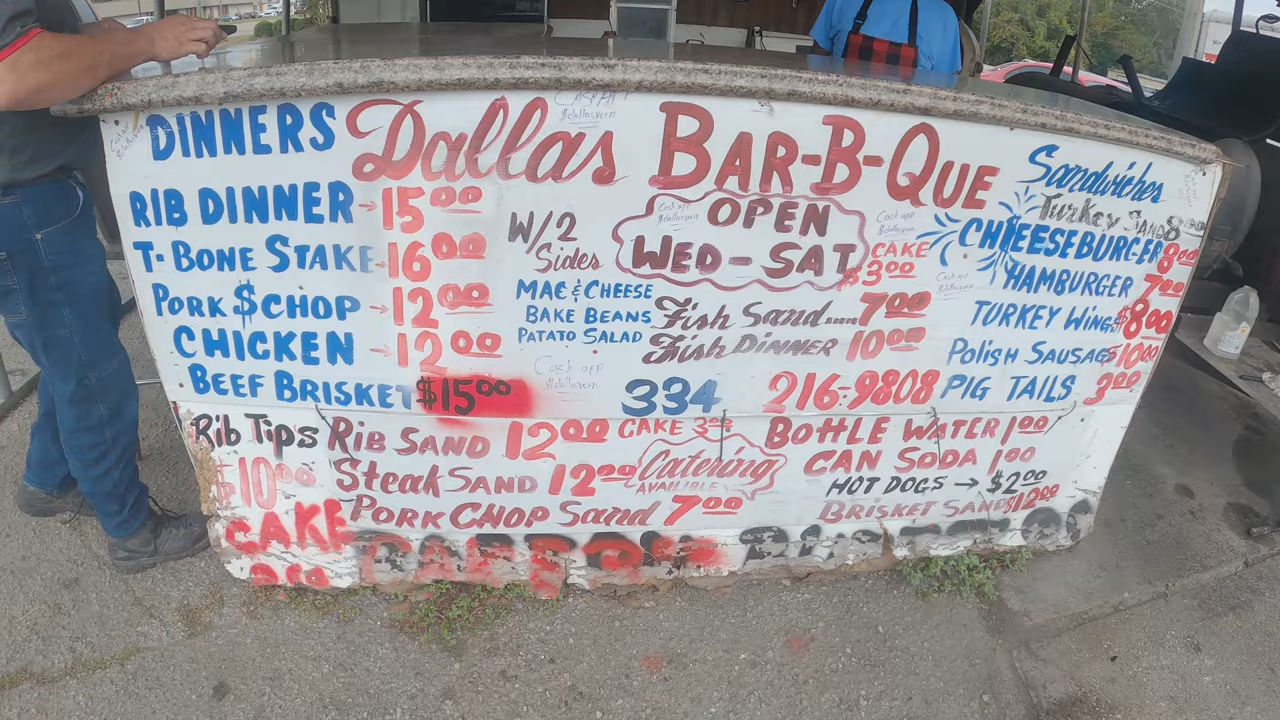 DINNERS
Dallas BAR-B-QUE
RIB DINNER 15.00
T-BONE STAKE 16.00
PORK $ CHOP 12.00
CHICKEN 12.00
BEEF BRISKET $15.00
W/2
Sides
MAC & CHEESE
BAKE BEANS
PATATO SALAD
OPEN
WED-SAT
CAKE
$3.00
Fish Sand.... 7.00
Fish DINNER 10.00
334 216-9808
Sandwiches
Turkey SAND 8.00
CHEESEBURGER 8.00
HAMBURGER 7.00
TURKEY WINGS $8.00
POLISH SAUSAGE $10.00
PIG TAILS 3.00
Rib Tips
$10.00
CAKE
RIB SAND 12.00
Steak SAND 12.00
PORK CHOP Sand 7.00
CAKE 3.00
Catering
AVAILABLE
BOTTLE WATER 1.00
CAN SODA 1.00
HOT DOGS → $2.00
BRISKET SAND $12.00
Cash app
$dallasvern